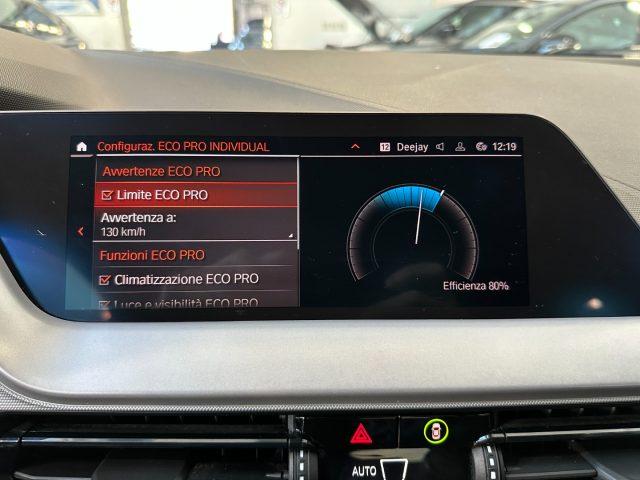 Configuraz. ECO PRO INDIVIDUAL
12 Deejay 12:19
Avvertenze ECO PRO
Limite ECO PRO
Avvertenza a:
130 km/h
Funzioni ECO PRO
Climatizzazione ECO PRO
Luce e visibilità ECO PRO
Efficienza 80%
AUTO